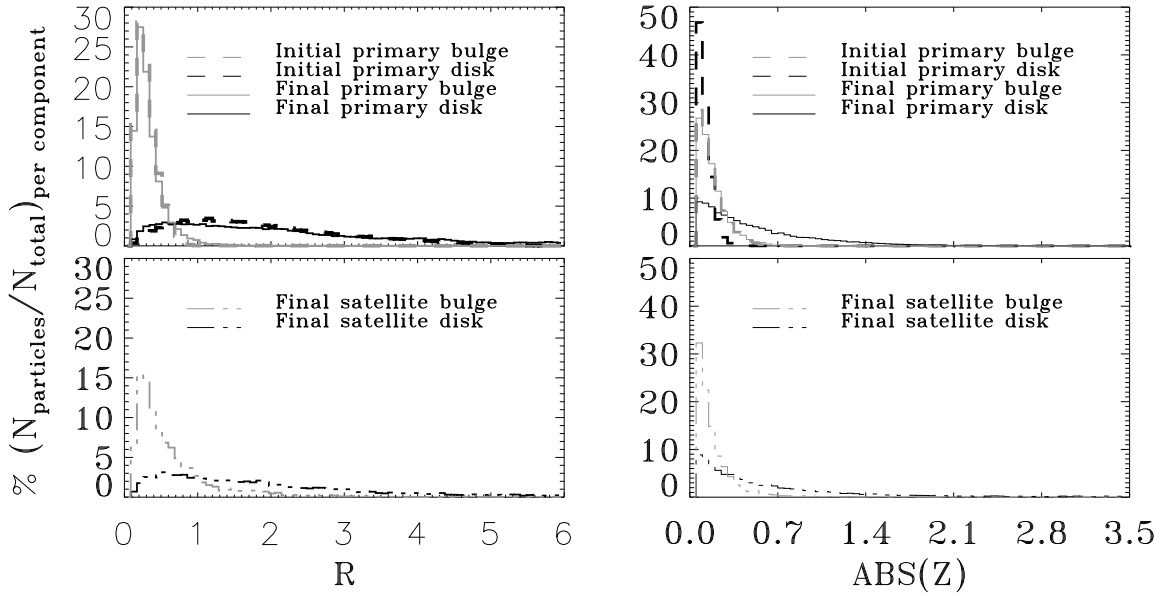 % (Nparticles/Ntotal)per component
30
25
20
15
10
5
0
Initial primary bulge
Initial primary disk
Final primary bulge
Final primary disk
50
40
30
20
10
0
Initial primary bulge
Initial primary disk
Final primary bulge
Final primary disk
30
25
20
15
10
5
0
Final satellite bulge
Final satellite disk
50
40
30
20
10
0
Final satellite bulge
Final satellite disk
0 1 2 3 4 5 6
R
0.0 0.7 1.4 2.1 2.8 3.5
ABS(Z)